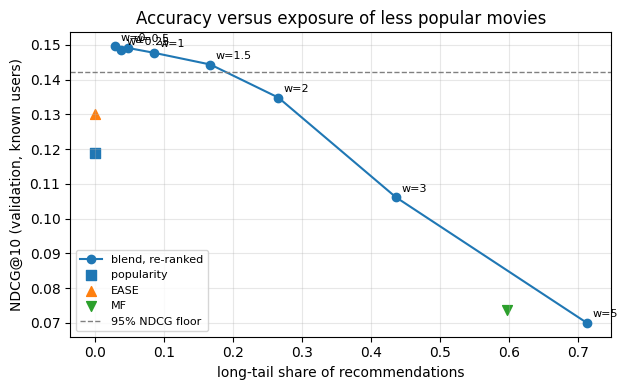 Accuracy versus exposure of less popular movies
NDCG@10 (validation, known users)
0.15
0.14
0.13
0.12
0.11
0.10
0.09
0.08
0.07
w=0.5
w=1
w=1.5
w=2
w=3
w=5
blend, re-ranked
popularity
EASE
MF
95% NDCG floor
0.0
0.1
0.2
0.3
0.4
0.5
0.6
0.7
long-tail share of recommendations